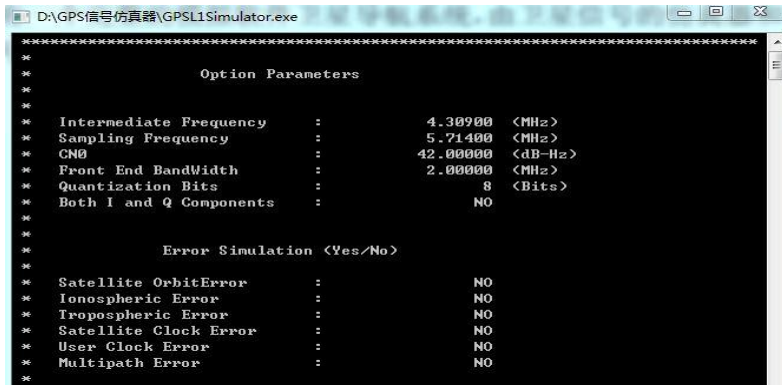 D:\GPS信号仿真器\GPSL1Simulator.exe
******************************************************************************
*
* Option Parameters
*
*
* Intermediate Frequency : 4.30900 (MHz)
* Sampling Frequency : 5.71400 (MHz)
* CN0 : 42.00000 (dB-Hz)
* Front End BandWidth : 2.00000 (MHz)
* Quantization Bits : 8 (Bits)
* Both I and Q Components : NO
*
*
* Error Simulation (Yes/No)
*
* Satellite OrbitError : NO
* Ionospheric Error : NO
* Tropospheric Error : NO
* Satellite Clock Error : NO
* User Clock Error : NO
* Multipath Error : NO
*